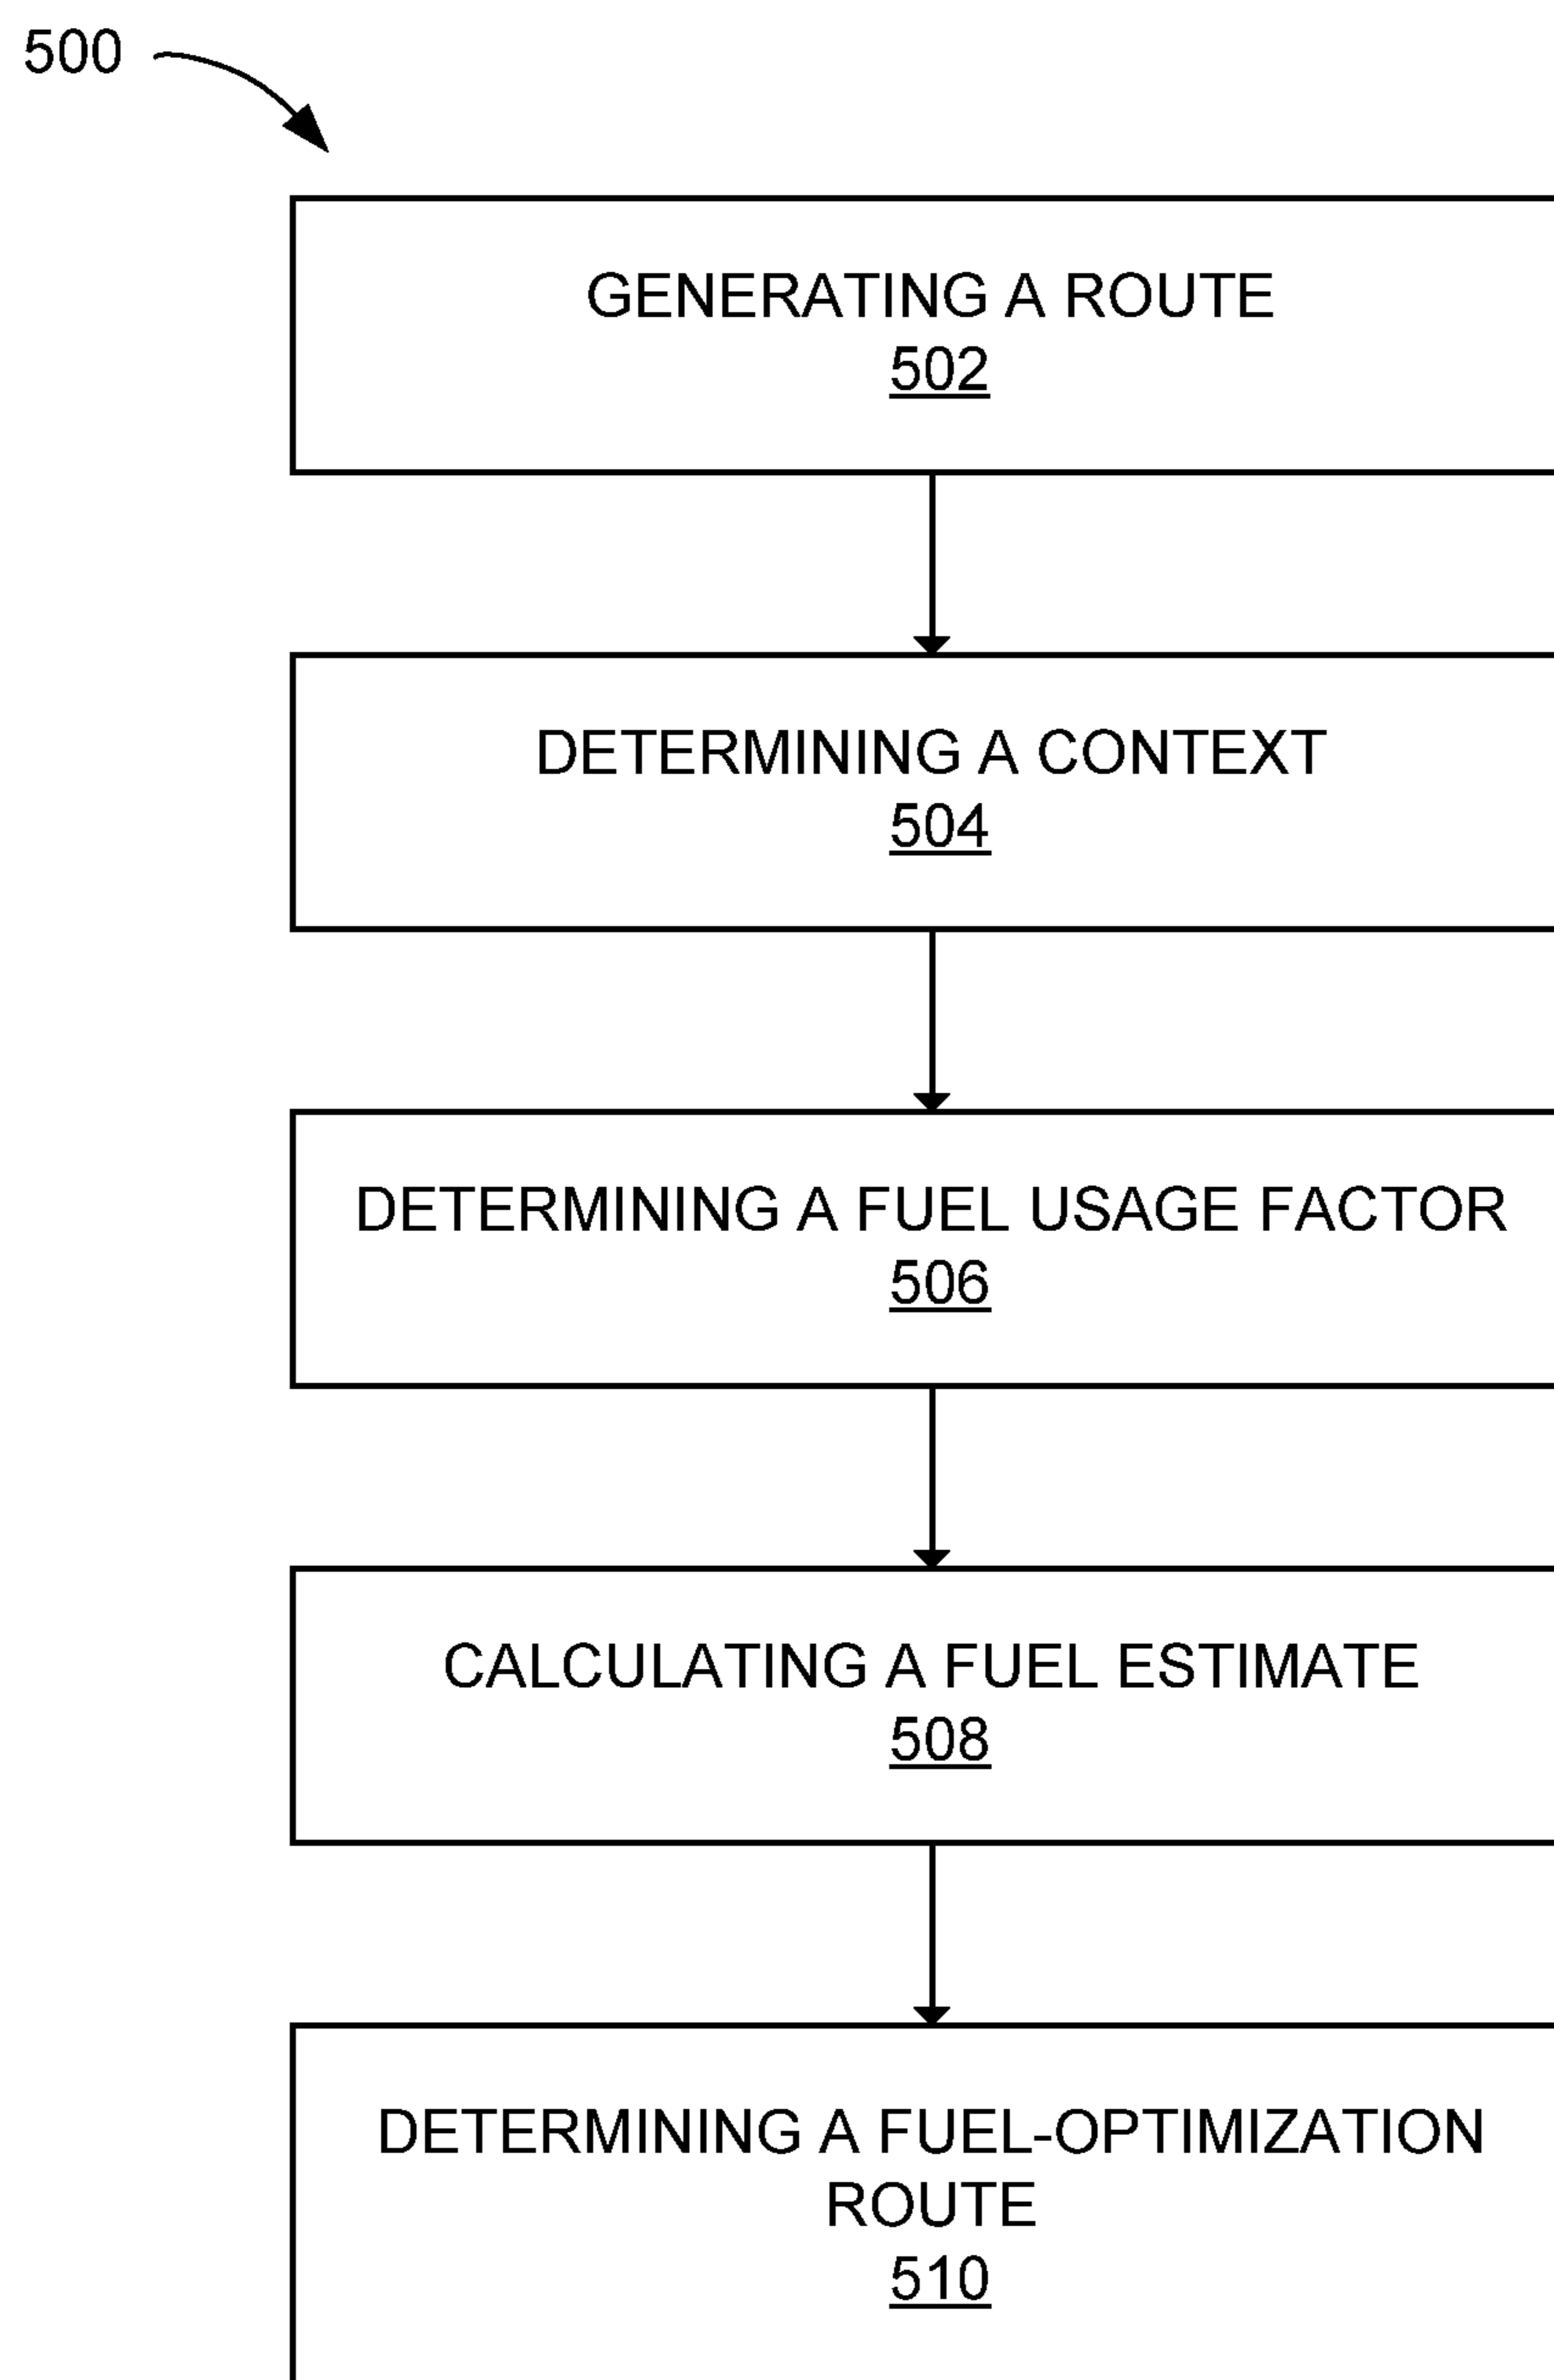 500
GENERATING A ROUTE
502
DETERMINING A CONTEXT
504
DETERMINING A FUEL USAGE FACTOR
506
CALCULATING A FUEL ESTIMATE
508
DETERMINING A FUEL-OPTIMIZATION
ROUTE
510